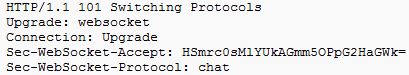 HTTP/1.1 101 Switching Protocols
Upgrade: websocket
Connection: Upgrade
Sec-WebSocket-Accept: HSmrc0sMlYUkAGmm5OPpG2HaGWk=
Sec-WebSocket-Protocol: chat